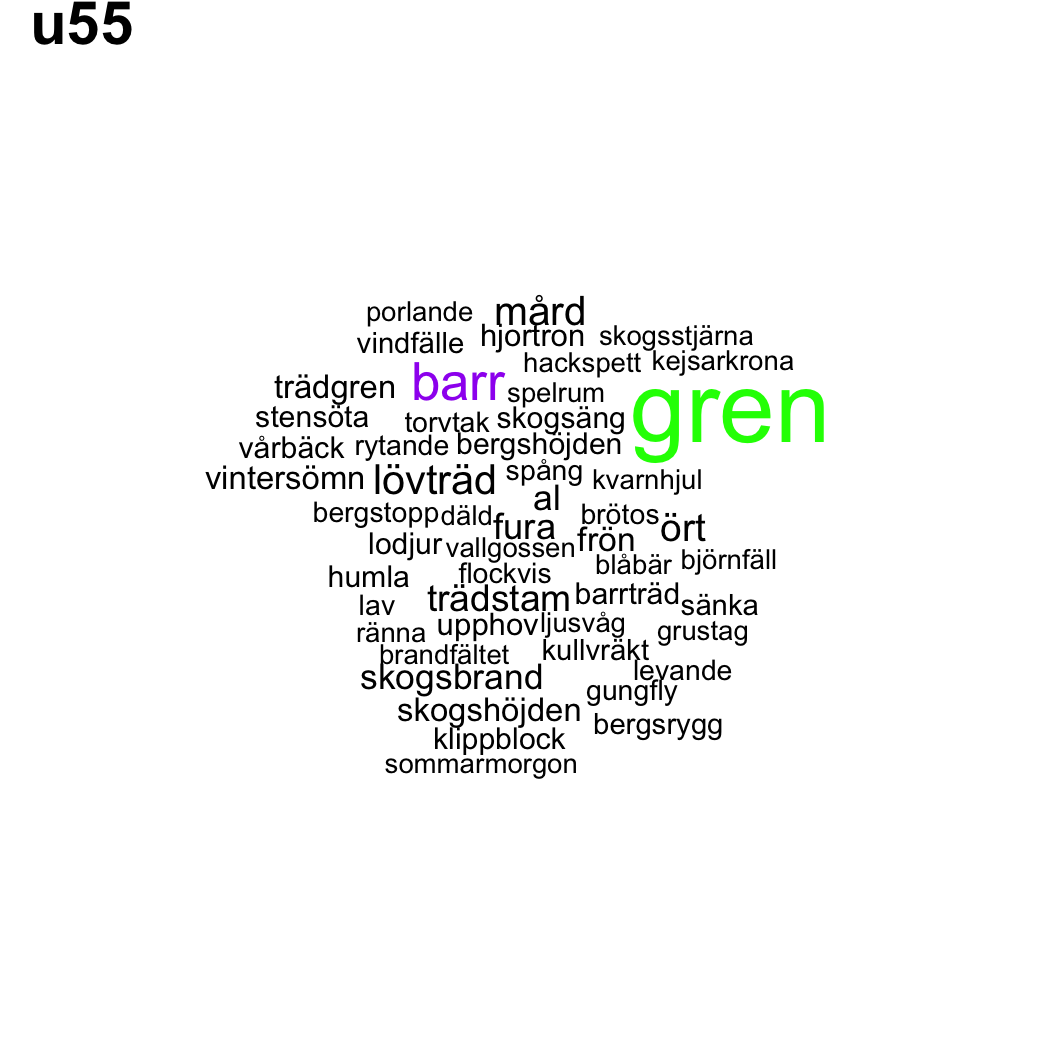 u55
porlande mård
vindfälle hjortron skogsstjärna
hackspett kejsarkrona
trädgren barr spelrum gren
stensöta torvtak skogsäng
vårbäck rytande bergshöjden
vintersömn lövträd spång kvarnhjul
al
bergstopp däld fura brötos ört
lodjur vallgossen frön
humla flockvis blåbär björnfäll
lav trädstam barrträd sänka
ränna upphov ljusvåg grustag
brandfältet kullvräkt
skogsbrand levande
gungfly
skogshöjden bergsrygg
klippblock
sommarmorgon